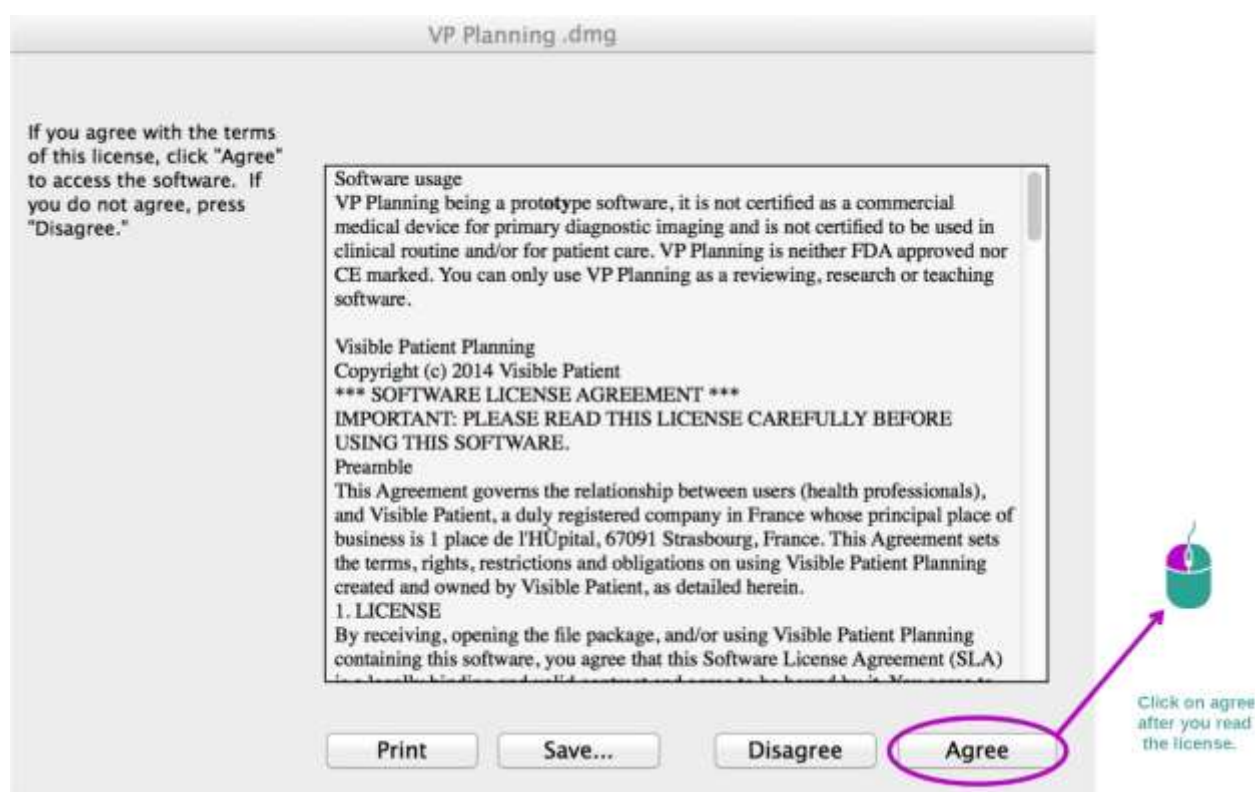 VP Planning .dmg
If you agree with the terms
of this license, click "Agree"
to access the software. If
you do not agree, press
"Disagree."
Software usage
VP Planning being a prototype software, it is not certified as a commercial
medical device for primary diagnostic imaging and is not certified to be used in
clinical routine and/or for patient care. VP Planning is neither FDA approved nor
CE marked. You can only use VP Planning as a reviewing, research or teaching
software.
Visible Patient Planning
Copyright (c) 2014 Visible Patient
*** SOFTWARE LICENSE AGREEMENT ***
IMPORTANT: PLEASE READ THIS LICENSE CAREFULLY BEFORE
USING THIS SOFTWARE.
Preamble
This Agreement governs the relationship between users (health professionals),
and Visible Patient, a duly registered company in France whose principal place of
business is 1 place de l'HÙpital, 67091 Strasbourg, France. This Agreement sets
the terms, rights, restrictions and obligations on using Visible Patient Planning
created and owned by Visible Patient, as detailed herein.
1. LICENSE
By receiving, opening the file package, and/or using Visible Patient Planning
containing this software, you agree that this Software License Agreement (SLA)
Print
Save...
Disagree
Agree
Click on agree
after you read
the license.